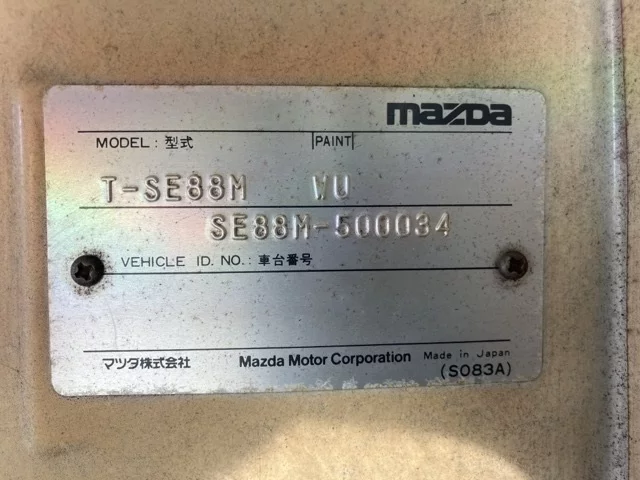 mazda
MODEL : 型式 PAINT
T-SE88M WU
SE88M-500034
VEHICLE ID. NO.: 車台番号
マツダ株式会社 Mazda Motor Corporation Made in Japan
(S083A)